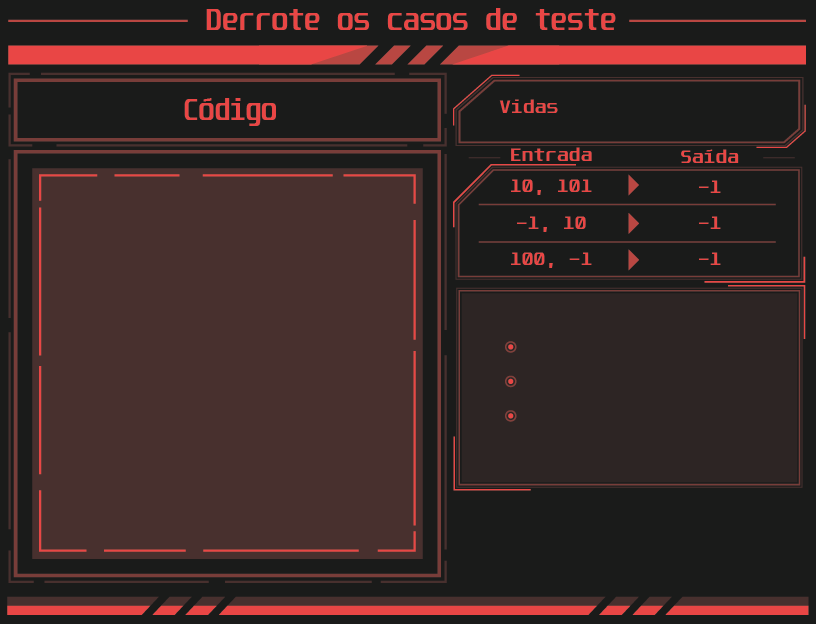 Derrote os casos de teste
Código
Vidas
Entrada Saída
10, 101 -1
-1, 10 -1
100, -1 -1